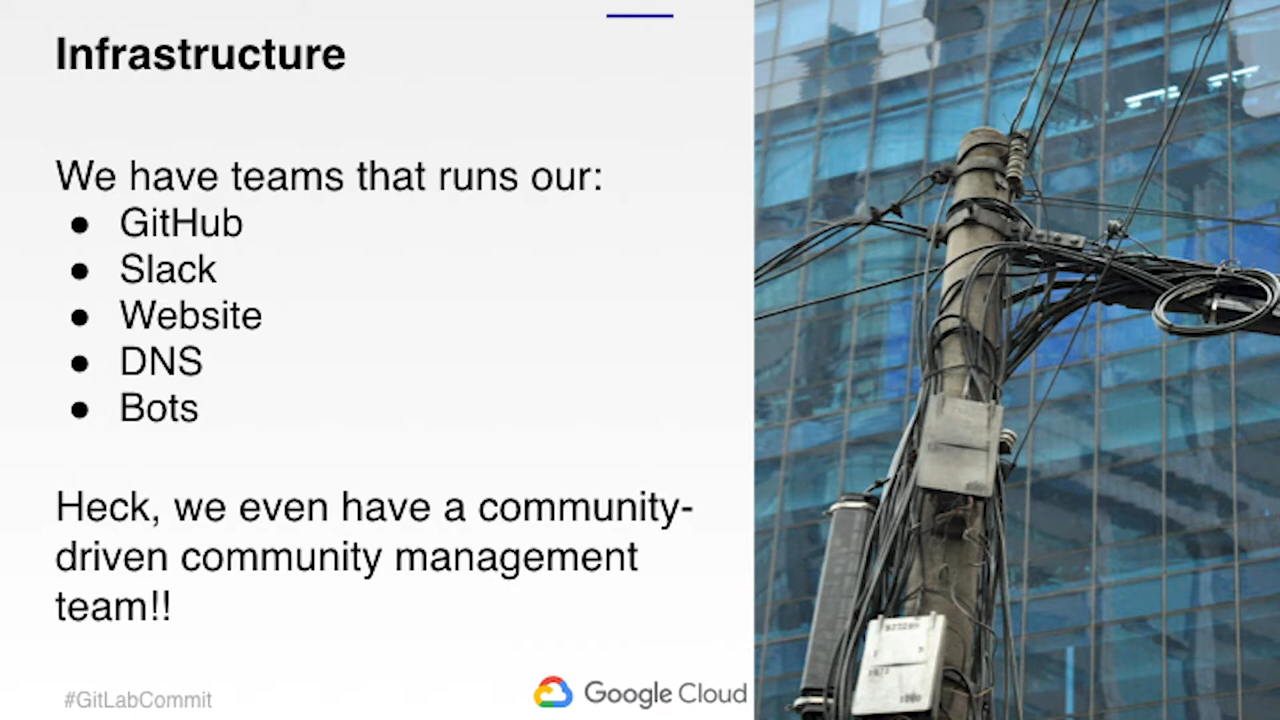 Infrastructure
We have teams that runs our:
● GitHub
● Slack
● Website
● DNS
● Bots
Heck, we even have a community-
driven community management
team!!
#GitLabCommit
Google Cloud